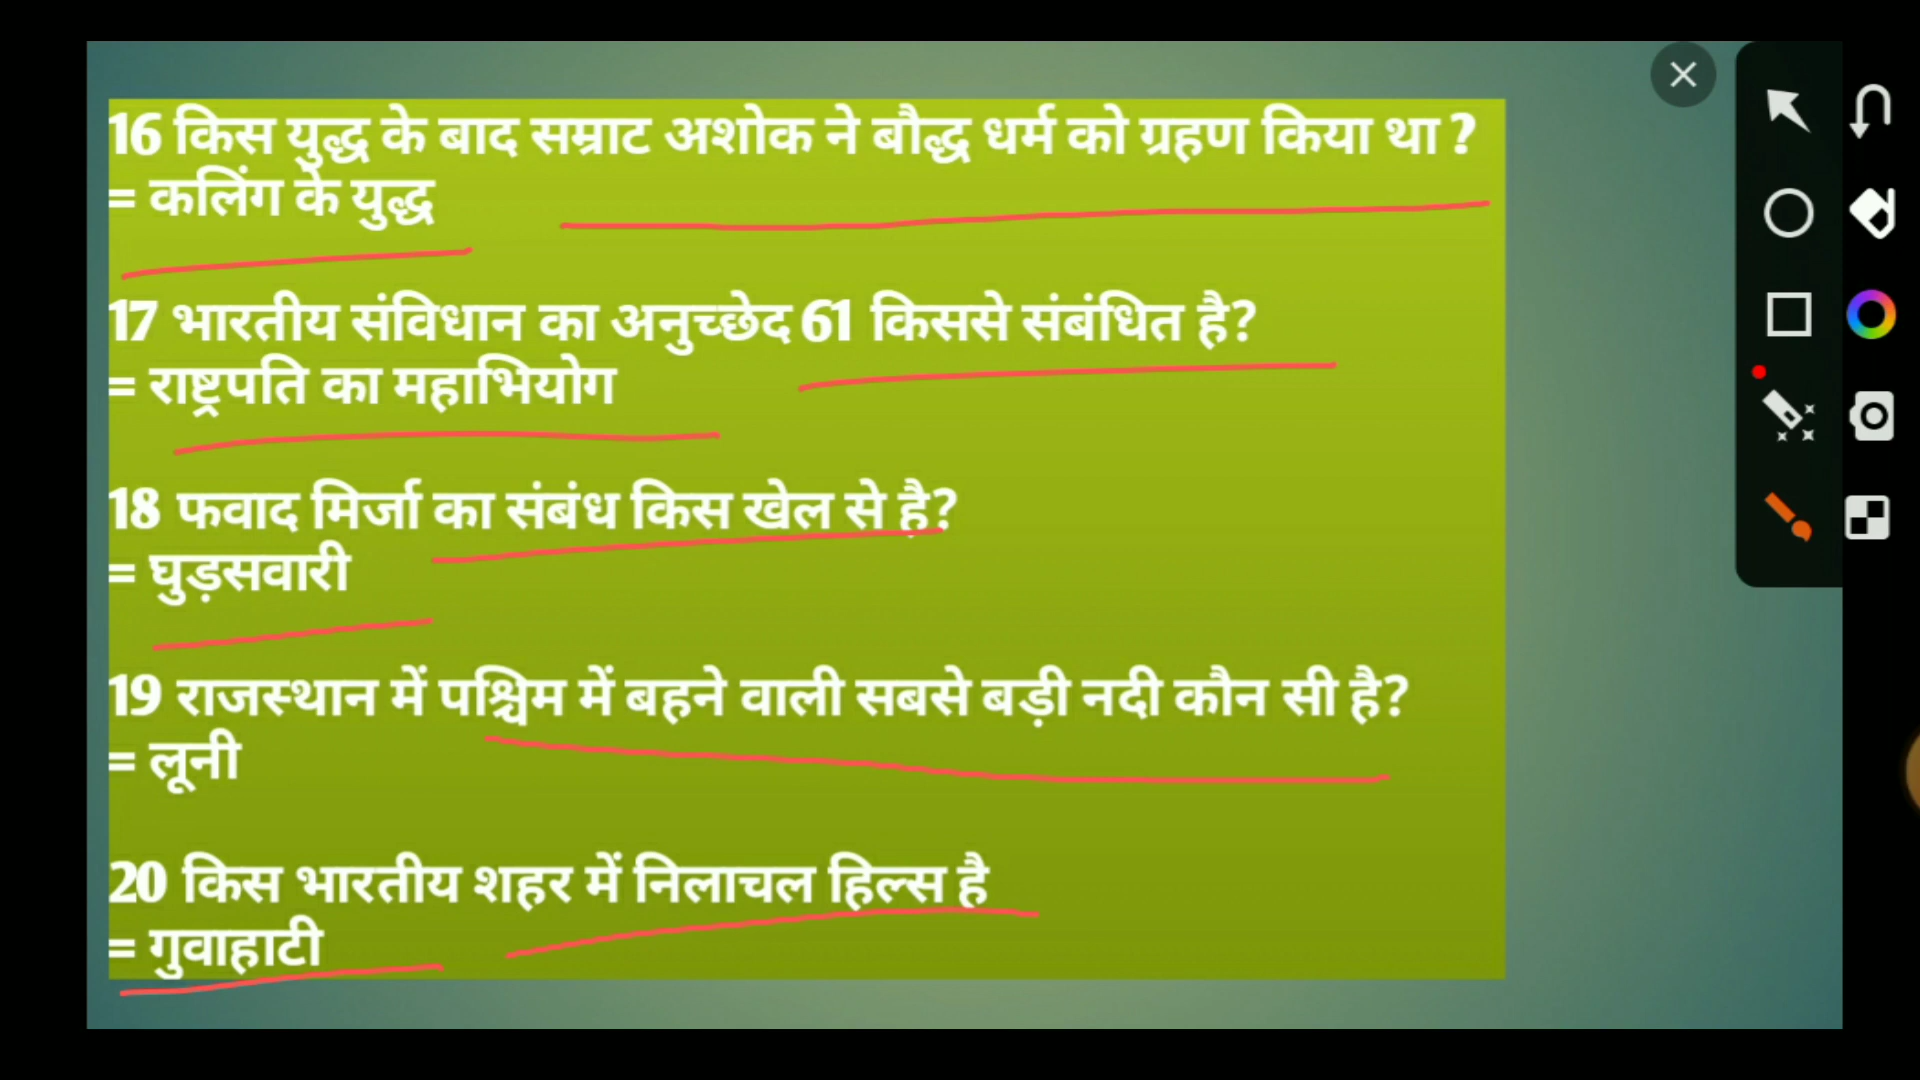 16 किस युद्ध के बाद सम्राट अशोक ने बौद्ध धर्म को ग्रहण किया था ?
= कलिंग के युद्ध
17 भारतीय संविधान का अनुच्छेद 61 किससे संबंधित है?
= राष्ट्रपति का महाभियोग
18 फवाद मिर्जा का संबंध किस खेल से है?
= घुड़सवारी
19 राजस्थान में पश्चिम में बहने वाली सबसे बड़ी नदी कौन सी है?
= लूनी
20 किस भारतीय शहर में निलाचल हिल्स है
= गुवाहाटी